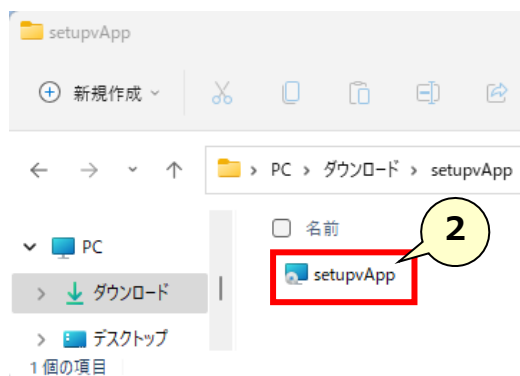 setupvApp
新規作成
PC > ダウンロード > setupvApp
名前
2
PC
setupvApp
ダウンロード
デスクトップ
1 個の項目